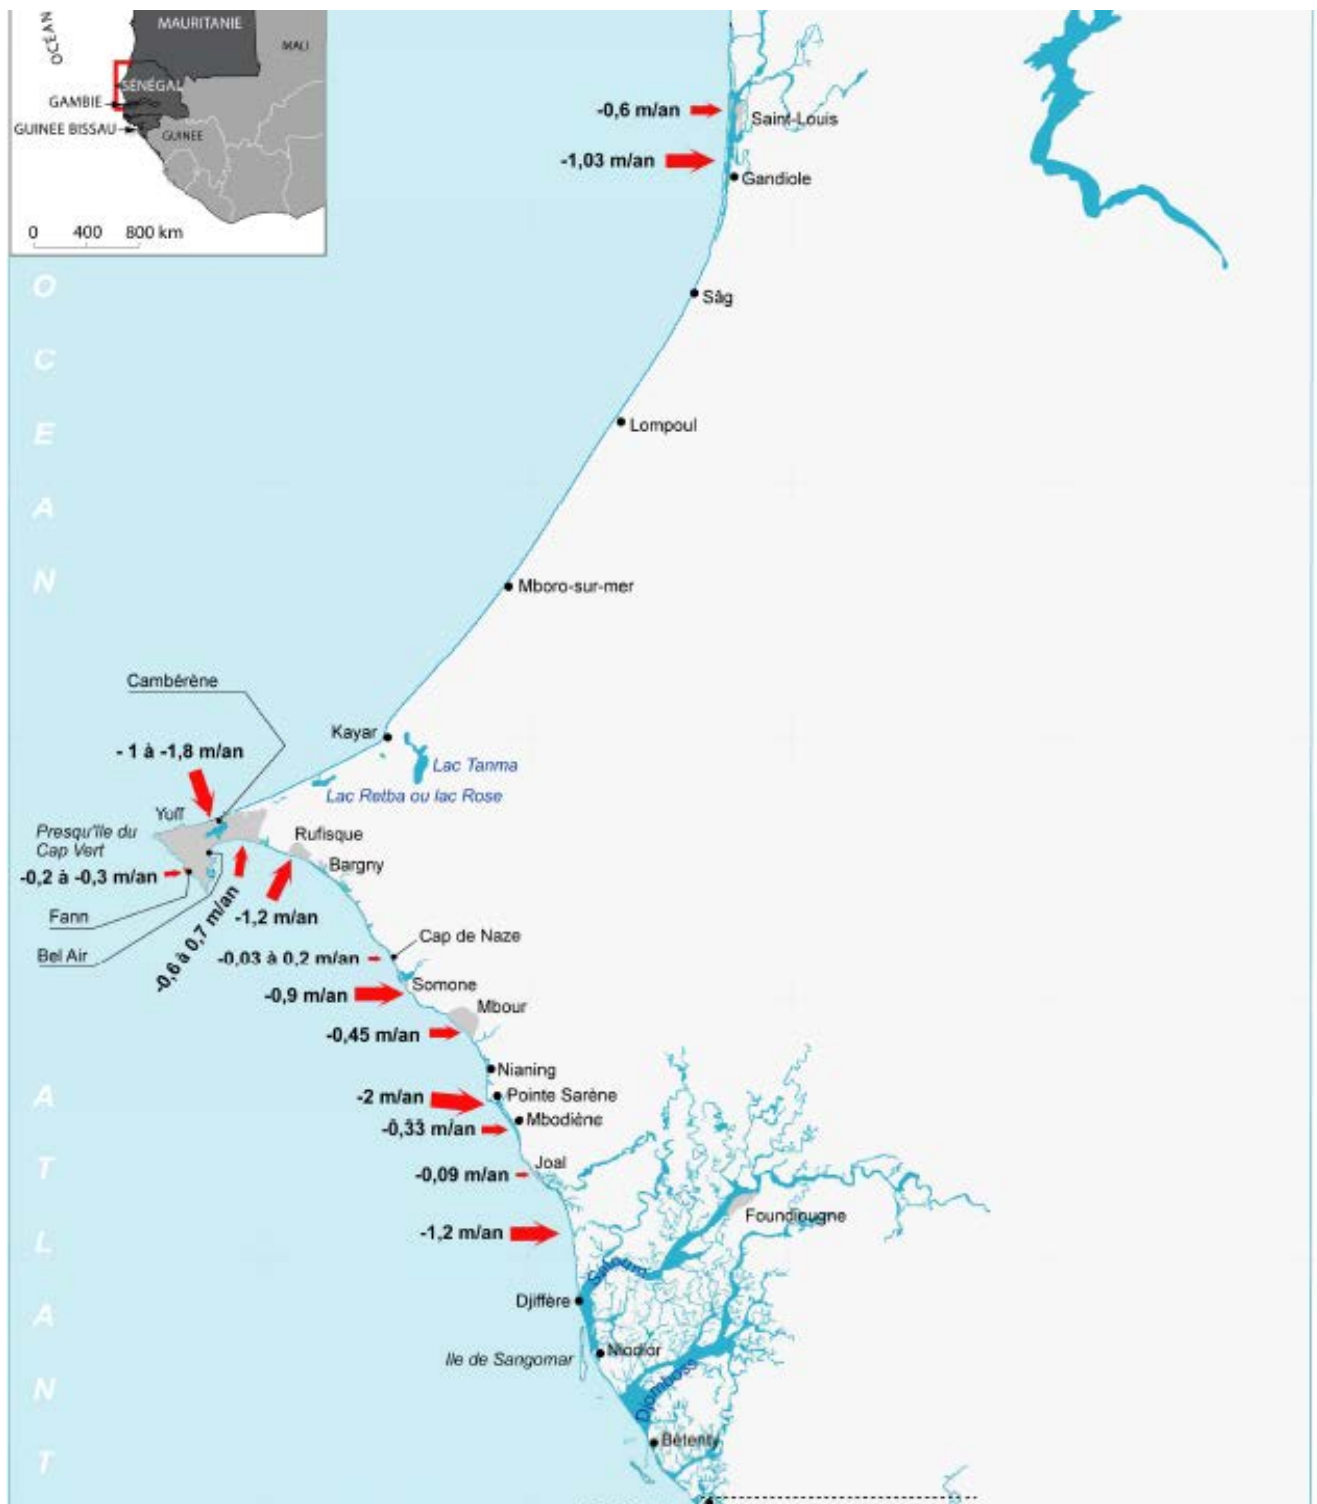 OCÉAN
MAURITANIE
MALI
SÉNÉGAL
GAMBIE
GUINEE BISSAU
GUINEE
0 400 800 km
-0,6 m/an
Saint-Louis
-1,03 m/an
Gandiole
O
C
E
A
N
Sâg
Lompoul
Mboro-sur-mer
Cambérène
Kayar
- 1 à -1,8 m/an
Lac Tanma
Lac Retba ou lac Rose
Yoff
Presqu'île du
Cap Vert
Rufisque
Bargny
-0,2 à -0,3 m/an
Fann
Bel Air
-0,6 à 0,7 m/an
-1,2 m/an
Cap de Naze
-0,03 à 0,2 m/an
Somone
-0,9 m/an
Mbour
-0,45 m/an
Nianing
A
T
L
A
N
T
Pointe Sarène
-2 m/an
Mbodiène
-0,33 m/an
Joal
-0,09 m/an
Foundiougne
-1,2 m/an
Saloum
Djiffère
Niodior
Ile de Sangomar
Djomboss
Bétenty